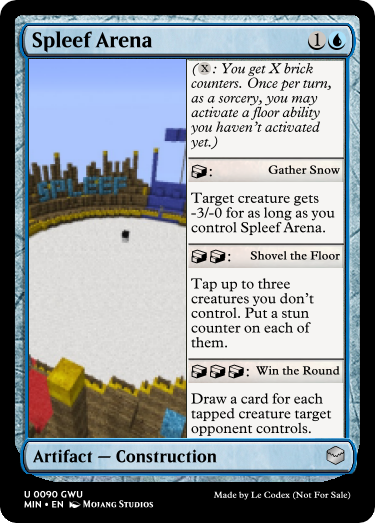 Spleef Arena 1
(X: You get X brick
counters. Once per turn,
as a sorcery, you may
activate a floor ability
you haven't activated
yet.)
SPLEEF
: Gather Snow
Target creature gets
-3/-0 for as long as you
control Spleef Arena.
: Shovel the Floor
Tap up to three
creatures you don't
control. Put a stun
counter on each of
them.
: Win the Round
Draw a card for each
tapped creature target
opponent controls.
Artifact — Construction
U 0090 GWU
MIN • EN Mojang Studios
Made by Le Codex (Not For Sale)